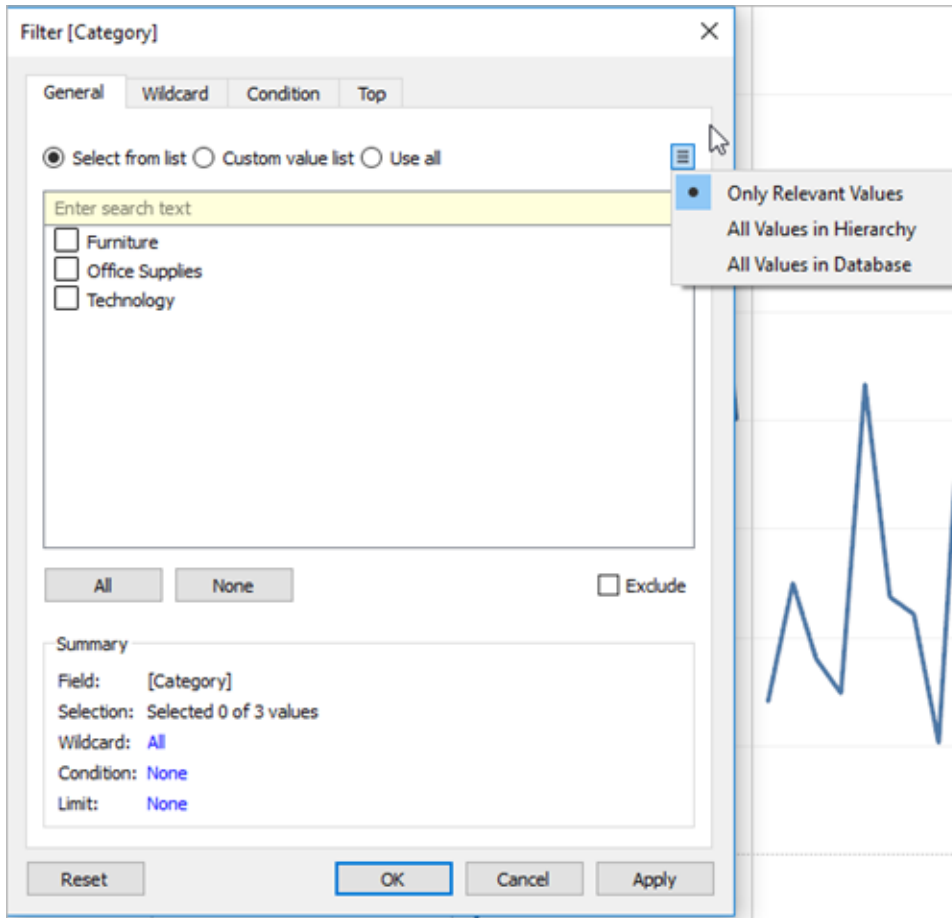 Filter [Category]
General Wildcard Condition Top
Select from list Custom value list Use all
Only Relevant Values
All Values in Hierarchy
All Values in Database
Enter search text
Furniture
Office Supplies
Technology
All None Exclude
Summary
Field: [Category]
Selection: Selected 0 of 3 values
Wildcard: All
Condition: None
Limit: None
Reset OK Cancel Apply